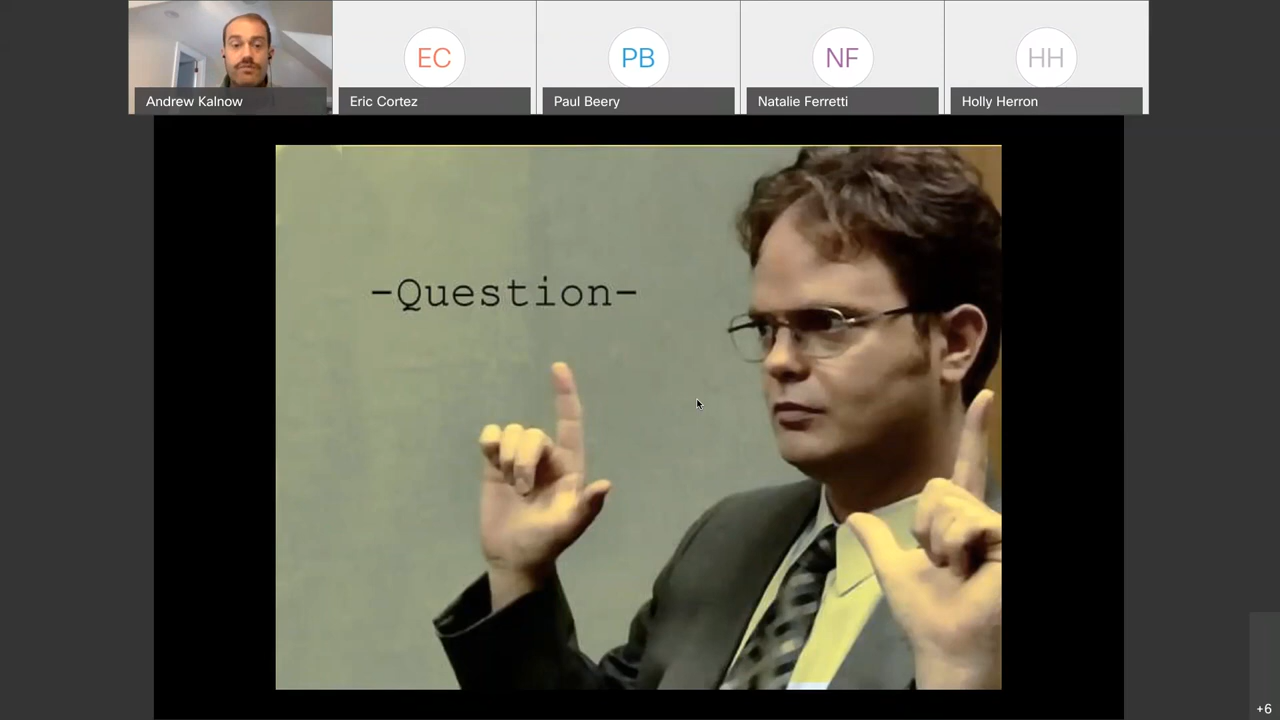 EC
PB
NF
HH
Andrew Kalnow
Eric Cortez
Paul Beery
Natalie Ferretti
Holly Herron
-Question-
+6